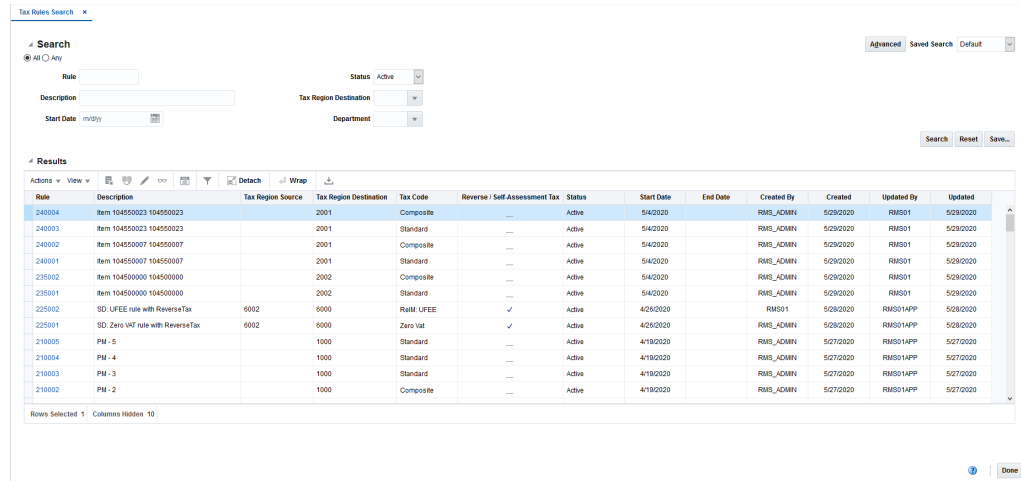 Tax Rules Search ×
Search
Advanced Saved Search Default
All Any
Rule Status Active
Description Tax Region Destination
Start Date m/d/yy Department
Search Reset Save...
Results
Actions View Detach Wrap
Rule Description Tax Region Source Tax Region Destination Tax Code Reverse / Self-Assessment Tax Status Start Date End Date Created By Created Updated By Updated
240004 Item 104550023 104550023 2001 Composite __ Active 5/4/2020 RMS_ADMIN 5/29/2020 RMS01 5/29/2020
240003 Item 104550023 104550023 2001 Standard __ Active 5/4/2020 RMS_ADMIN 5/29/2020 RMS01 5/29/2020
240002 Item 104550007 104550007 2001 Composite __ Active 5/4/2020 RMS_ADMIN 5/29/2020 RMS01 5/29/2020
240001 Item 104550007 104550007 2001 Standard __ Active 5/4/2020 RMS_ADMIN 5/29/2020 RMS01 5/29/2020
235002 Item 104500000 104500000 2002 Composite __ Active 5/4/2020 RMS_ADMIN 5/29/2020 RMS01 5/29/2020
235001 Item 104500000 104500000 2002 Standard __ Active 5/4/2020 RMS_ADMIN 5/29/2020 RMS01 5/29/2020
225002 SD: UFEE rule with ReverseTax 6002 6000 ReIM: UFEE ✓ Active 4/26/2020 RMS01 5/28/2020 RMS01APP 5/28/2020
225001 SD: Zero VAT rule with ReverseTax 6002 6000 Zero Vat ✓ Active 4/26/2020 RMS_ADMIN 5/28/2020 RMS01APP 5/28/2020
210005 PM - 5 1000 Standard __ Active 4/19/2020 RMS_ADMIN 5/27/2020 RMS01APP 5/27/2020
210004 PM - 4 1000 Standard __ Active 4/19/2020 RMS_ADMIN 5/27/2020 RMS01APP 5/27/2020
210003 PM - 3 1000 Standard __ Active 4/19/2020 RMS_ADMIN 5/27/2020 RMS01APP 5/27/2020
210002 PM - 2 1000 Composite __ Active 4/19/2020 RMS_ADMIN 5/27/2020 RMS01APP 5/27/2020
Rows Selected 1 Columns Hidden 10
? Done